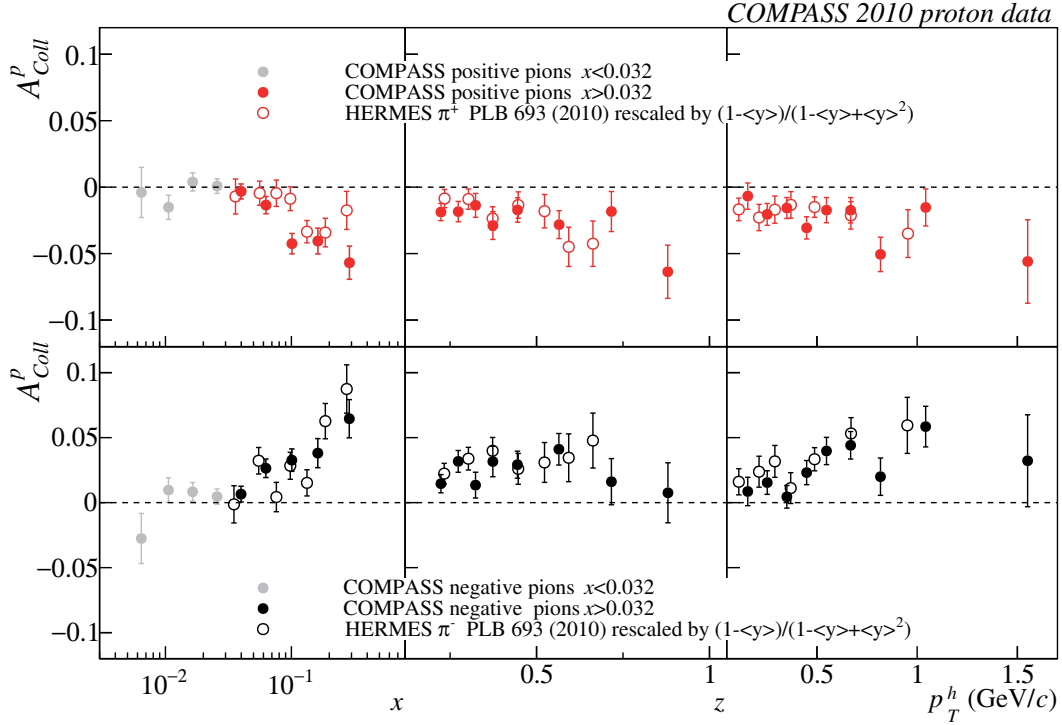 COMPASS 2010 proton data
A^p_Coll
0.1
0.05
0
−0.05
−0.1
COMPASS positive pions x<0.032
COMPASS positive pions x>0.032
HERMES π⁺ PLB 693 (2010) rescaled by (1-<y>)/(1-<y>+<y>²)
A^p_Coll
0.1
0.05
0
−0.05
−0.1
COMPASS negative pions x<0.032
COMPASS negative pions x>0.032
HERMES π⁻ PLB 693 (2010) rescaled by (1-<y>)/(1-<y>+<y>²)
10⁻² 10⁻¹ x
0.5 1 z
0.5 1 1.5
p_T^h (GeV/c)